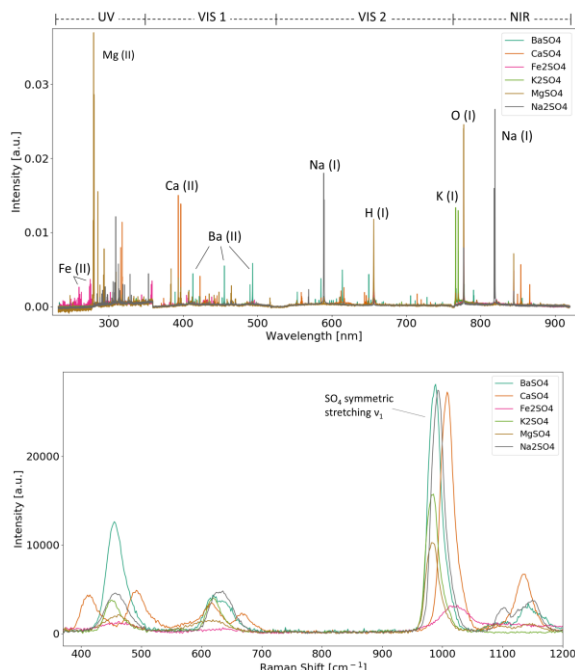 UV VIS 1 VIS 2 NIR
Mg (II)
BaSO4
CaSO4
Fe2SO4
K2SO4
MgSO4
Na2SO4
0.03
O (I)
Na (I)
0.02
Na (I)
Ca (II)
K (I)
H (I)
Ba (II)
0.01
Fe (II)
0.00
300 400 500 600 700 800 900
Wavelength [nm]
Intensity [a.u.]
BaSO4
CaSO4
Fe2SO4
K2SO4
MgSO4
Na2SO4
SO₄ symmetric
stretching ν₁
20000
10000
0
400 500 600 700 800 900 1000 1100 1200
Raman Shift [cm⁻¹]
Intensity [a.u.]